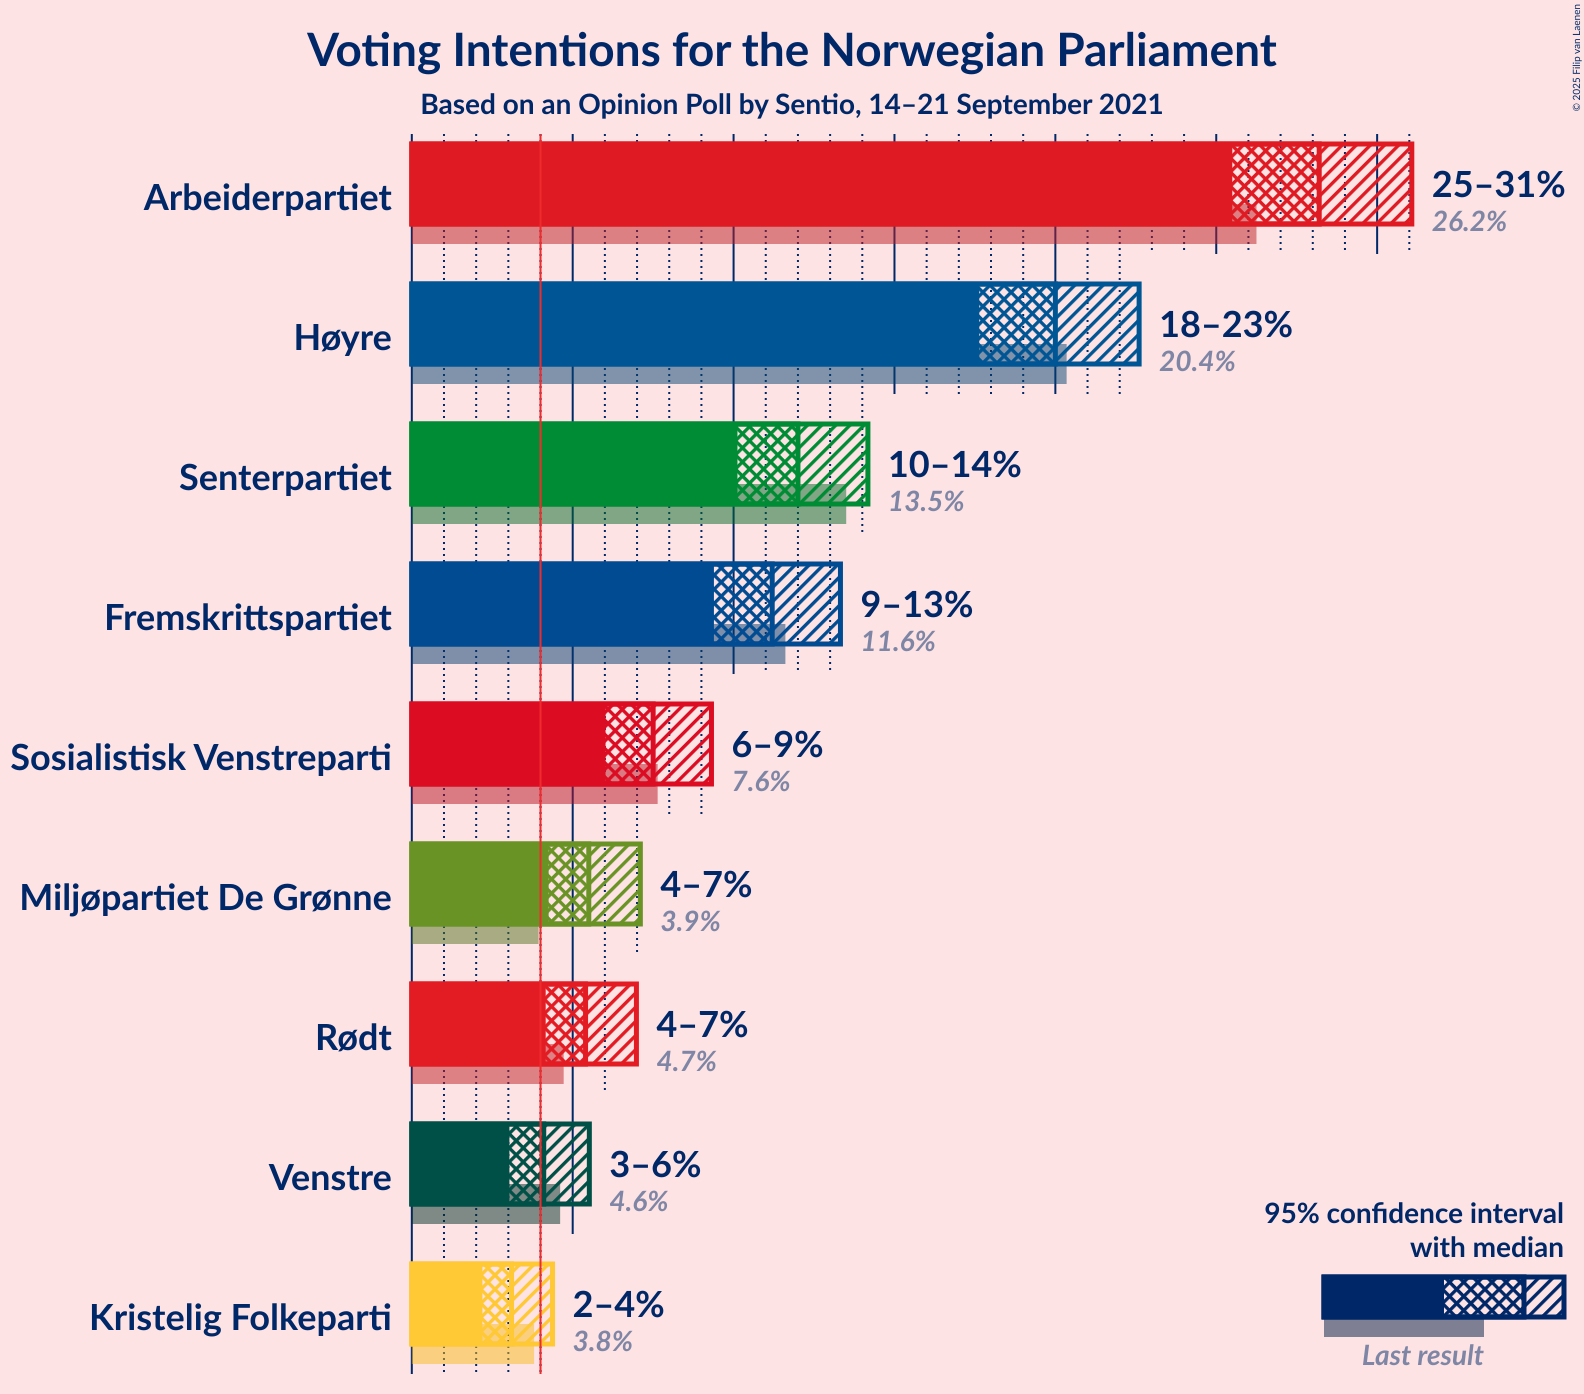 Voting Intentions for the Norwegian Parliament
Based on an Opinion Poll by Sentio, 14–21 September 2021
© 2025 Filip van Laenen
Arbeiderpartiet
25–31%
26.2%
Høyre
18–23%
20.4%
Senterpartiet
10–14%
13.5%
Fremskrittspartiet
9–13%
11.6%
Sosialistisk Venstreparti
6–9%
7.6%
Miljøpartiet De Grønne
4–7%
3.9%
Rødt
4–7%
4.7%
Venstre
3–6%
4.6%
Kristelig Folkeparti
2–4%
3.8%
95% confidence interval
with median
Last result